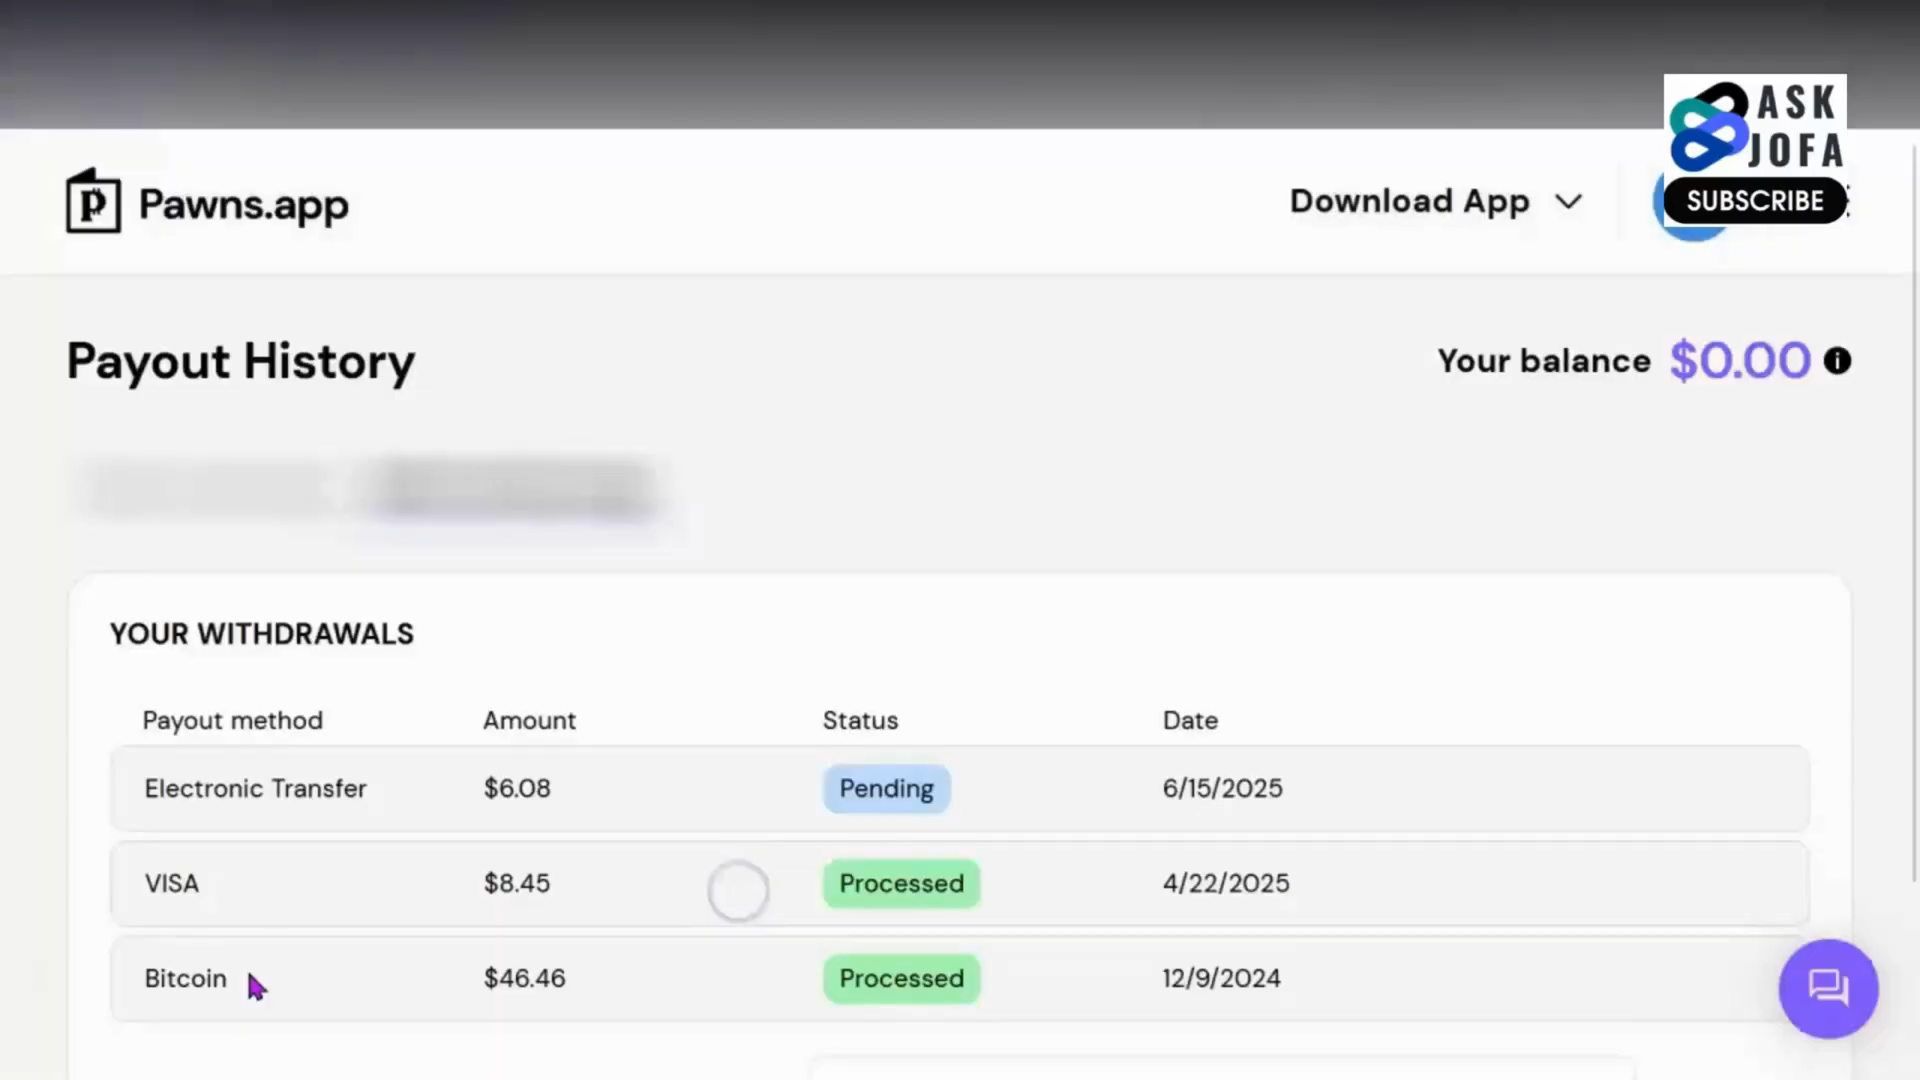 ASK
JOFA
SUBSCRIBE
Pawns.app
Download App
Payout History
Your balance $0.00
YOUR WITHDRAWALS
Payout method Amount Status Date
Electronic Transfer $6.08 Pending 6/15/2025
VISA $8.45 Processed 4/22/2025
Bitcoin $46.46 Processed 12/9/2024